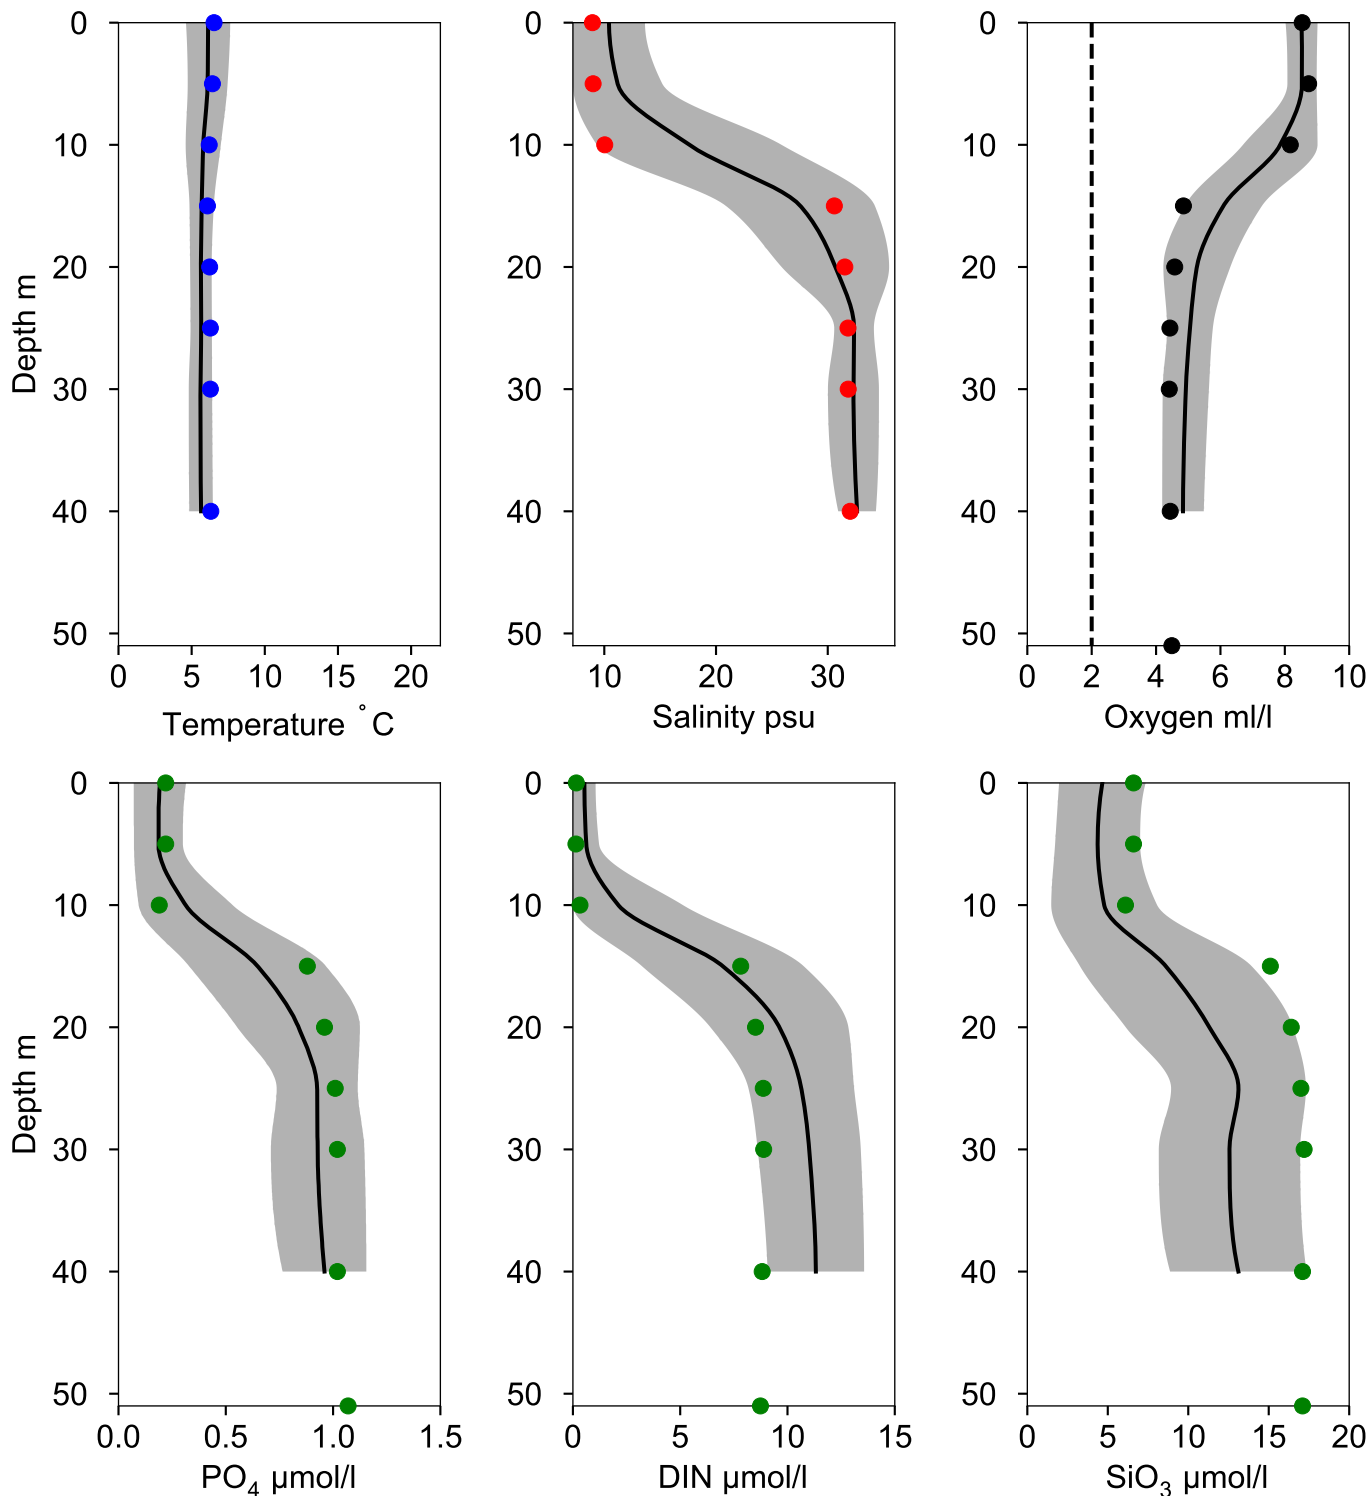 0
10
20
30
40
50
Depth m
0 5 10 15 20
Temperature °C
0
10
20
30
40
50
10 20 30
Salinity psu
0
10
20
30
40
50
0 2 4 6 8 10
Oxygen ml/l
0
10
20
30
40
50
Depth m
0.0 0.5 1.0 1.5
PO₄ µmol/l
0
10
20
30
40
50
0 5 10 15
DIN µmol/l
0
10
20
30
40
50
0 5 10 15 20
SiO₃ µmol/l